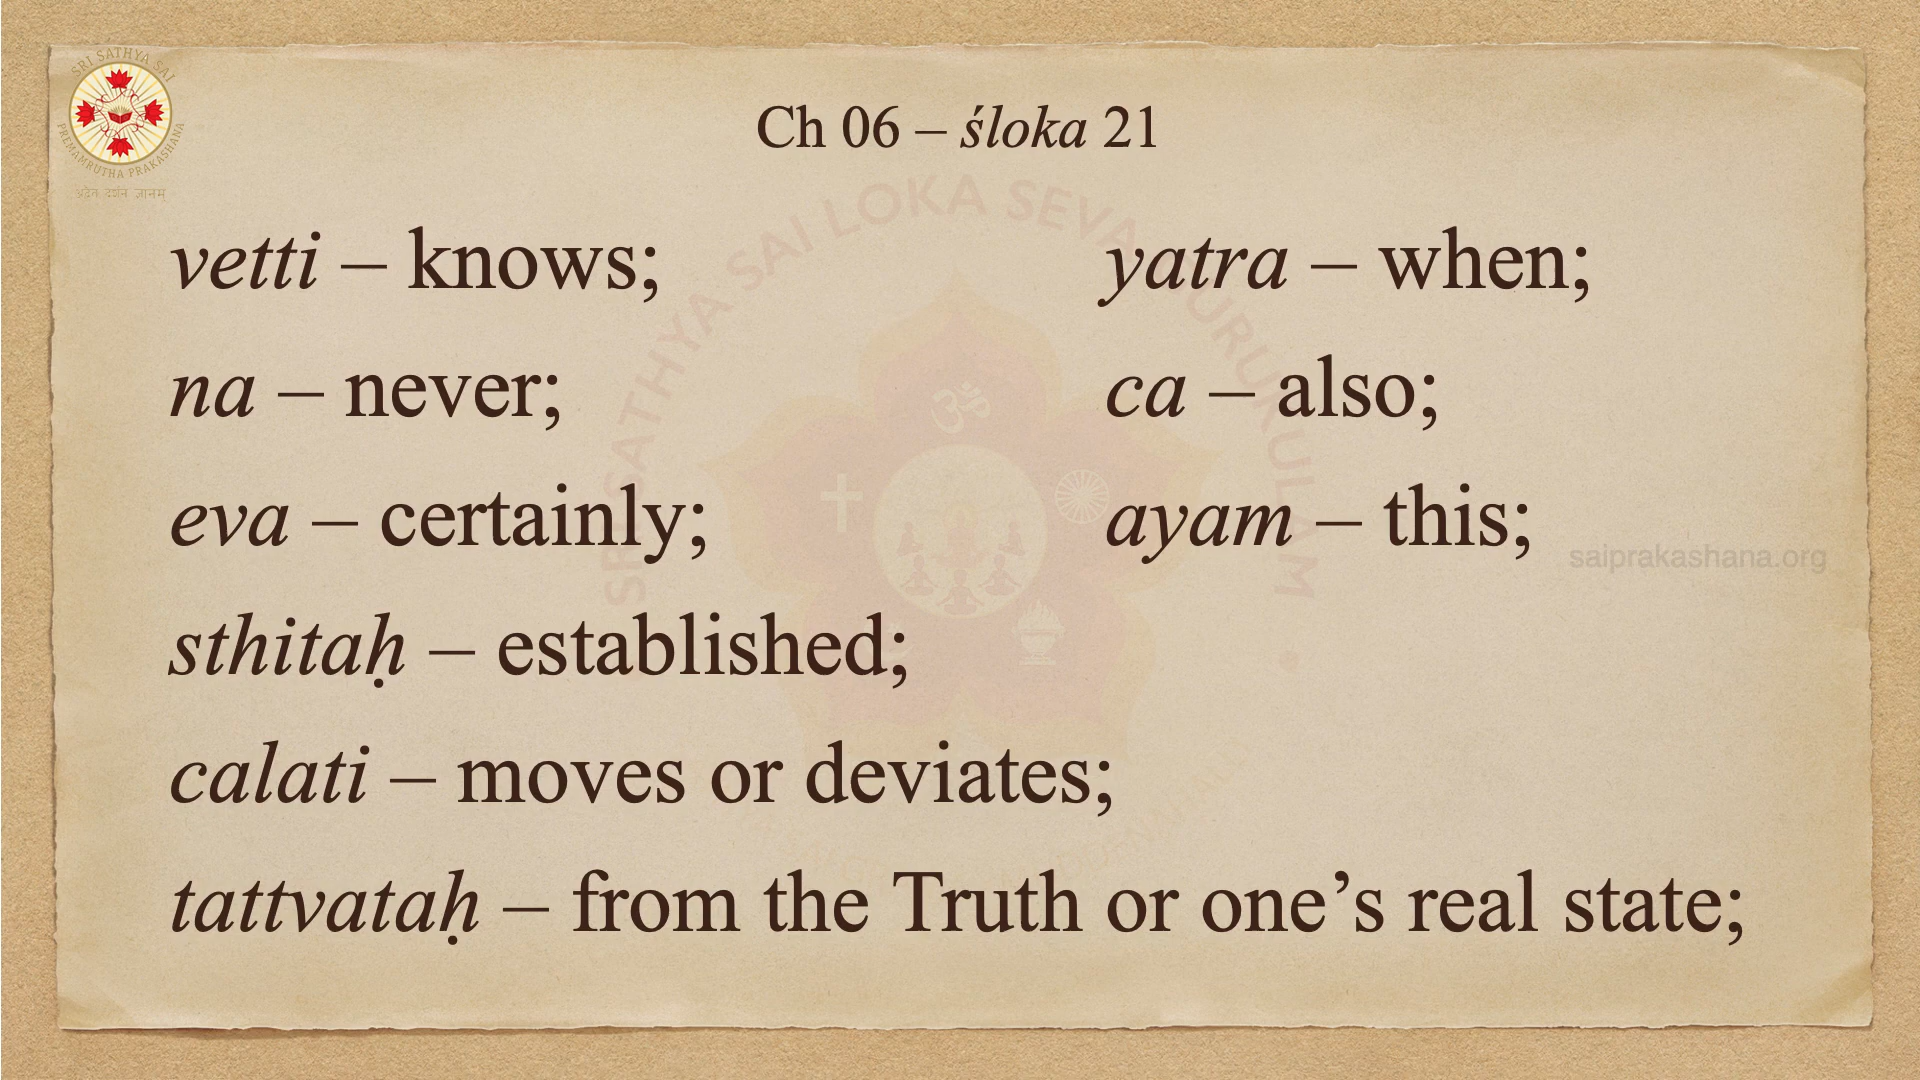 SRI SATHYA SAI
PREMAMRUTHA PRAKASHANA
Ch 06 – śloka 21
SRI SATHYA SAI LOKA SEVA GURUKULAM
vetti – knows; yatra – when;
na – never; ca – also;
ॐ
eva – certainly; ayam – this;
saiprakashana.org
sthitaḥ – established;
calati – moves or deviates;
tattvataḥ – from the Truth or one’s real state;